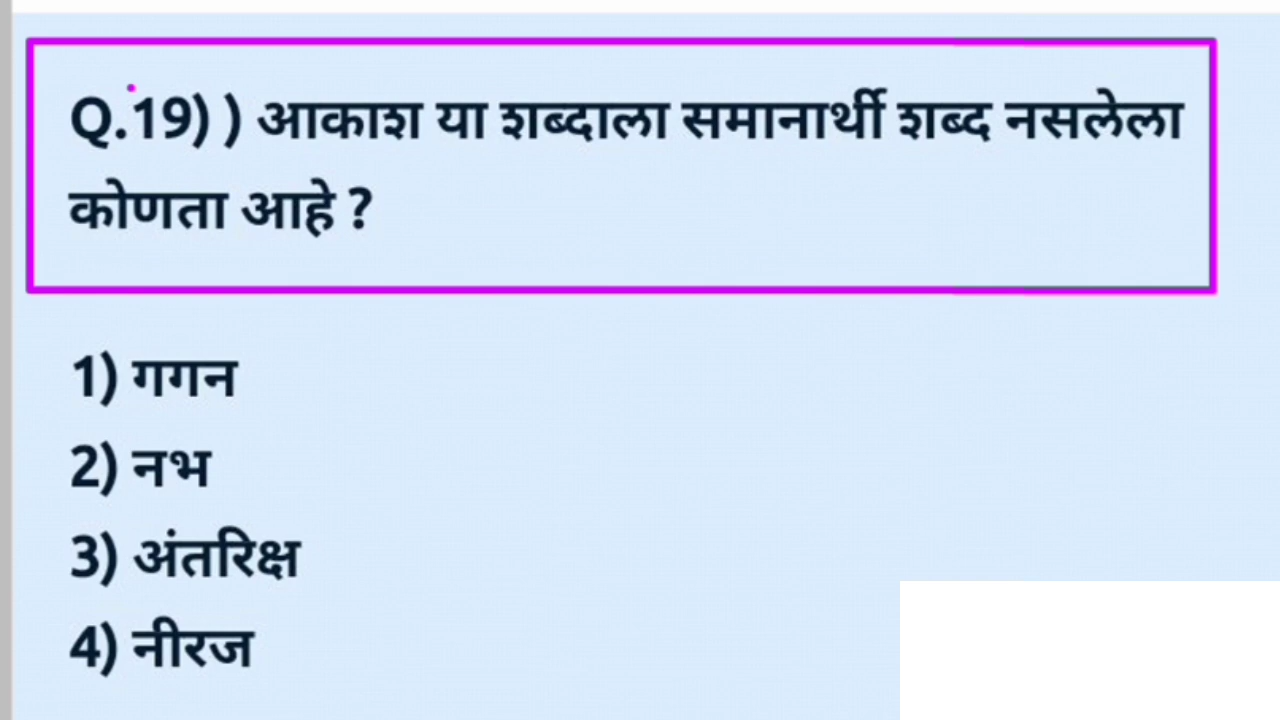 Q.19) ) आकाश या शब्दाला समानार्थी शब्द नसलेला
कोणता आहे ?
1) गगन
2) नभ
3) अंतरिक्ष
4) नीरज